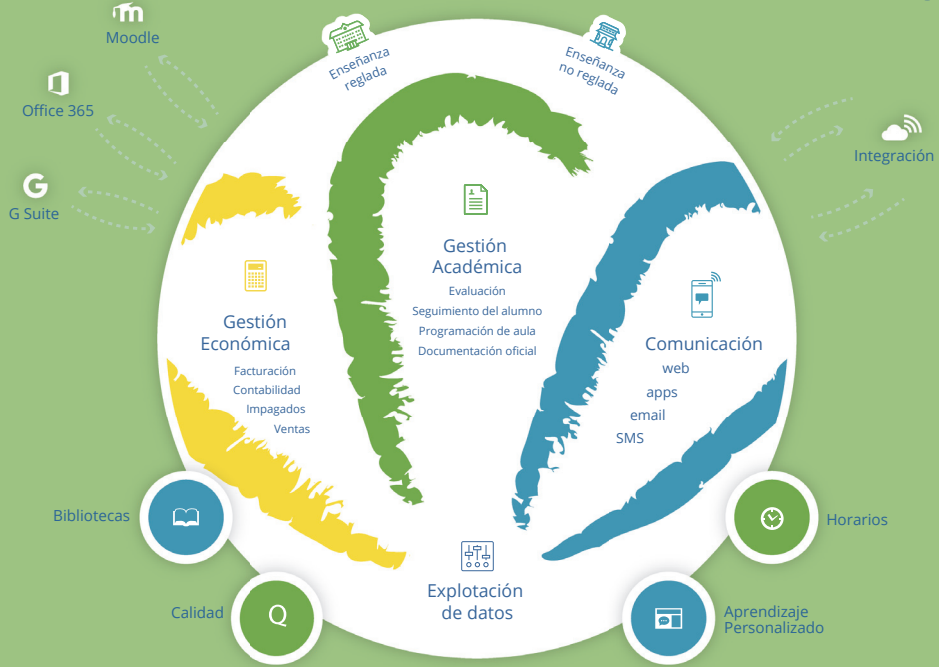 Moodle
Office 365
G
G Suite
Enseñanza
reglada
Enseñanza
no reglada
Integración
Gestión
Académica
Evaluación
Seguimiento del alumno
Programación de aula
Documentación oficial
Gestión
Económica
Facturación
Contabilidad
Impagados
Ventas
Comunicación
web
apps
email
SMS
Bibliotecas
Horarios
Explotación
de datos
Calidad
Q
Aprendizaje
Personalizado